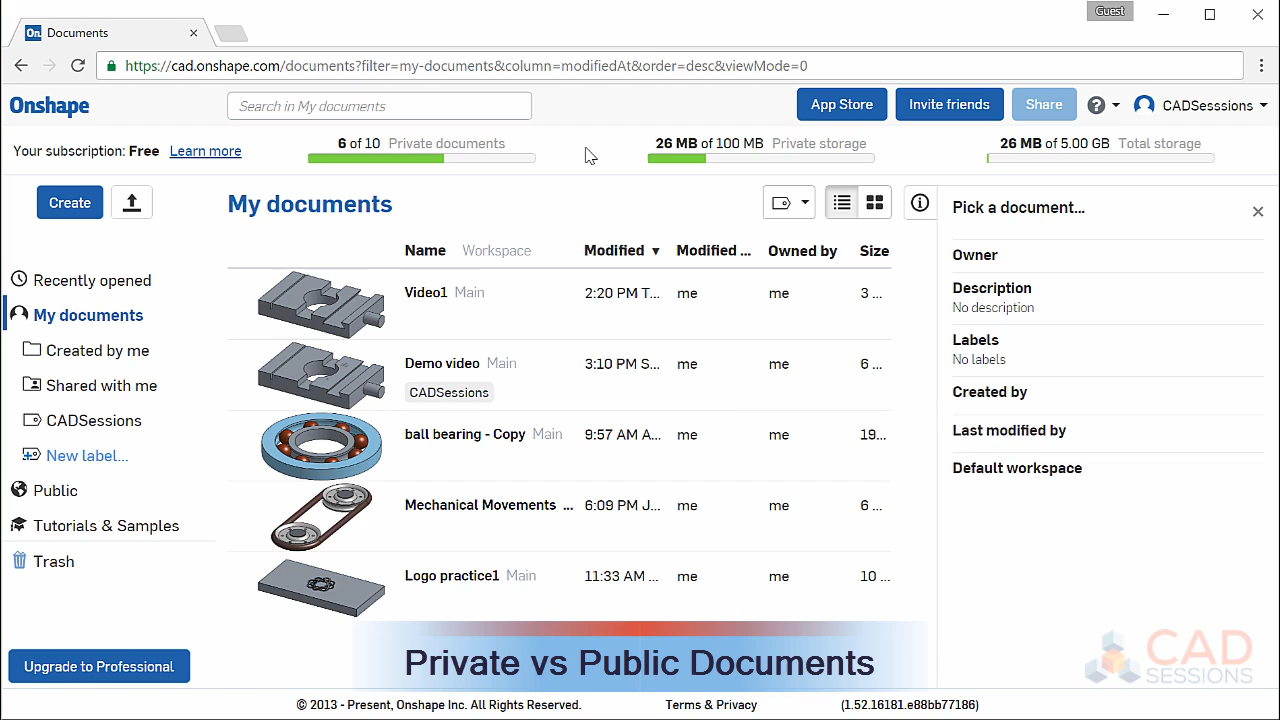 Guest
On Documents
https://cad.onshape.com/documents?filter=my-documents&column=modifiedAt&order=desc&viewMode=0
Onshape Search in My documents App Store Invite friends Share CADSesssions
6 of 10 Private documents 26 MB of 100 MB Private storage 26 MB of 5.00 GB Total storage
Your subscription: Free Learn more
Create My documents Pick a document...
Name Workspace Modified Modified ... Owned by Size
Owner
Description
No description
Labels
No labels
Created by
Last modified by
Default workspace
Recently opened
My documents
Created by me
Shared with me
CADSessions
New label...
Public
Tutorials & Samples
Trash
Video1 Main 2:20 PM T... me me 3 ...
Demo video Main 3:10 PM S... me me 6 ...
CADSessions
ball bearing - Copy Main 9:57 AM A... me me 19...
Mechanical Movements ... 6:09 PM J... me me 6 ...
Logo practice1 Main 11:33 AM ... me me 10 ...
Upgrade to Professional
Private vs Public Documents
CAD
SESSIONS
© 2013 - Present, Onshape Inc. All Rights Reserved. Terms & Privacy (1.52.16181.e88bb77186)